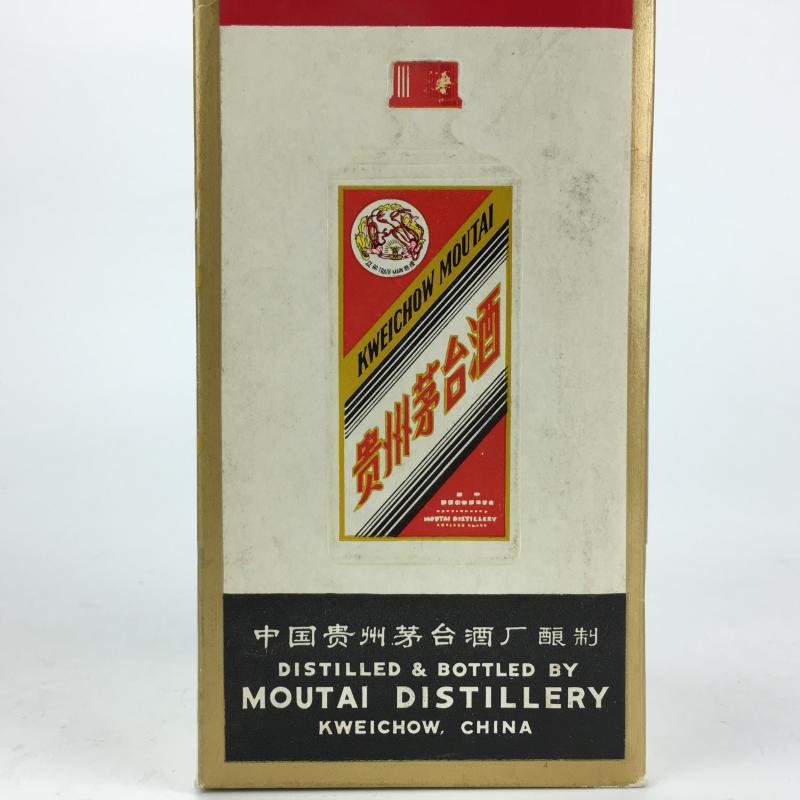 KWEICHOW MOUTAI
贵州茅台酒
MOUTAI DISTILLERY
中国贵州茅台酒厂酿制
DISTILLED & BOTTLED BY
MOUTAI DISTILLERY
KWEICHOW, CHINA